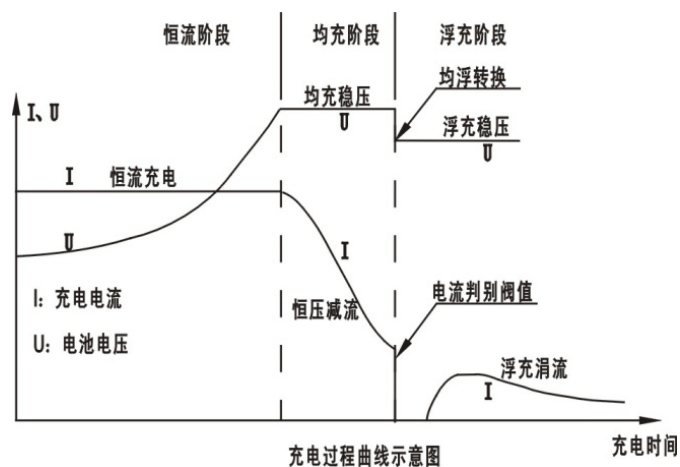 恒流阶段 均充阶段 浮充阶段
均浮转换
I、U
均充稳压
U
浮充稳压
U
I 恒流充电
U
I
I：充电电流
恒压减流
电流判别阀值
U：电池电压
浮充涓流
I
充电时间
充电过程曲线示意图